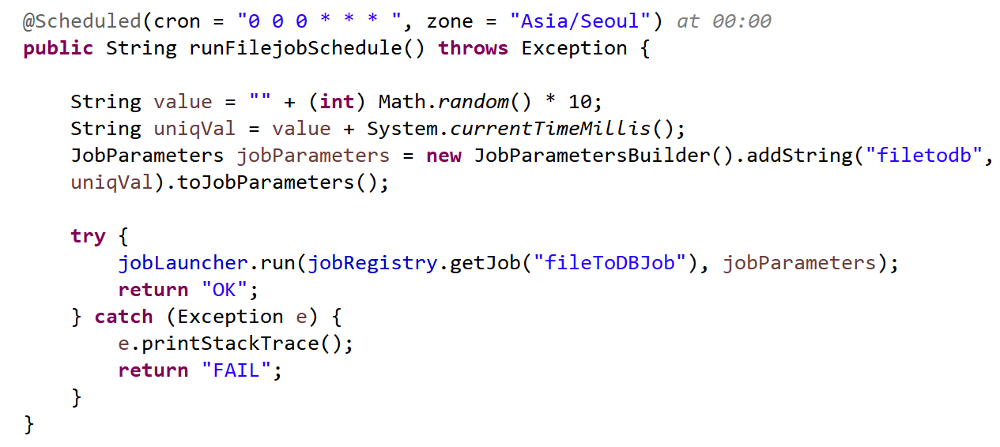 @Scheduled(cron = "0 0 0 * * * ", zone = "Asia/Seoul") at 00:00
public String runFilejobSchedule() throws Exception {
String value = "" + (int) Math.random() * 10;
String uniqVal = value + System.currentTimeMillis();
JobParameters jobParameters = new JobParametersBuilder().addString("filetodb",
uniqVal).toJobParameters();
try {
jobLauncher.run(jobRegistry.getJob("fileToDBJob"), jobParameters);
return "OK";
} catch (Exception e) {
e.printStackTrace();
return "FAIL";
}
}